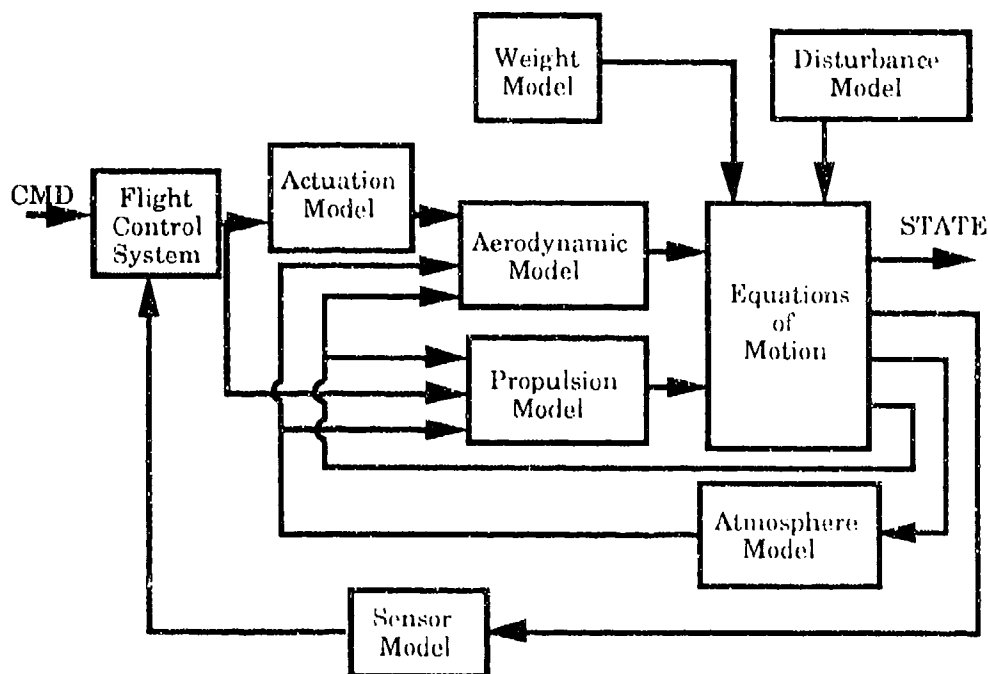 Weight
Model
Disturbance
Model
CMD
Flight
Control
System
Actuation
Model
Aerodynamic
Model
STATE
Equations
of
Motion
Propulsion
Model
Atmosphere
Model
Sensor
Model